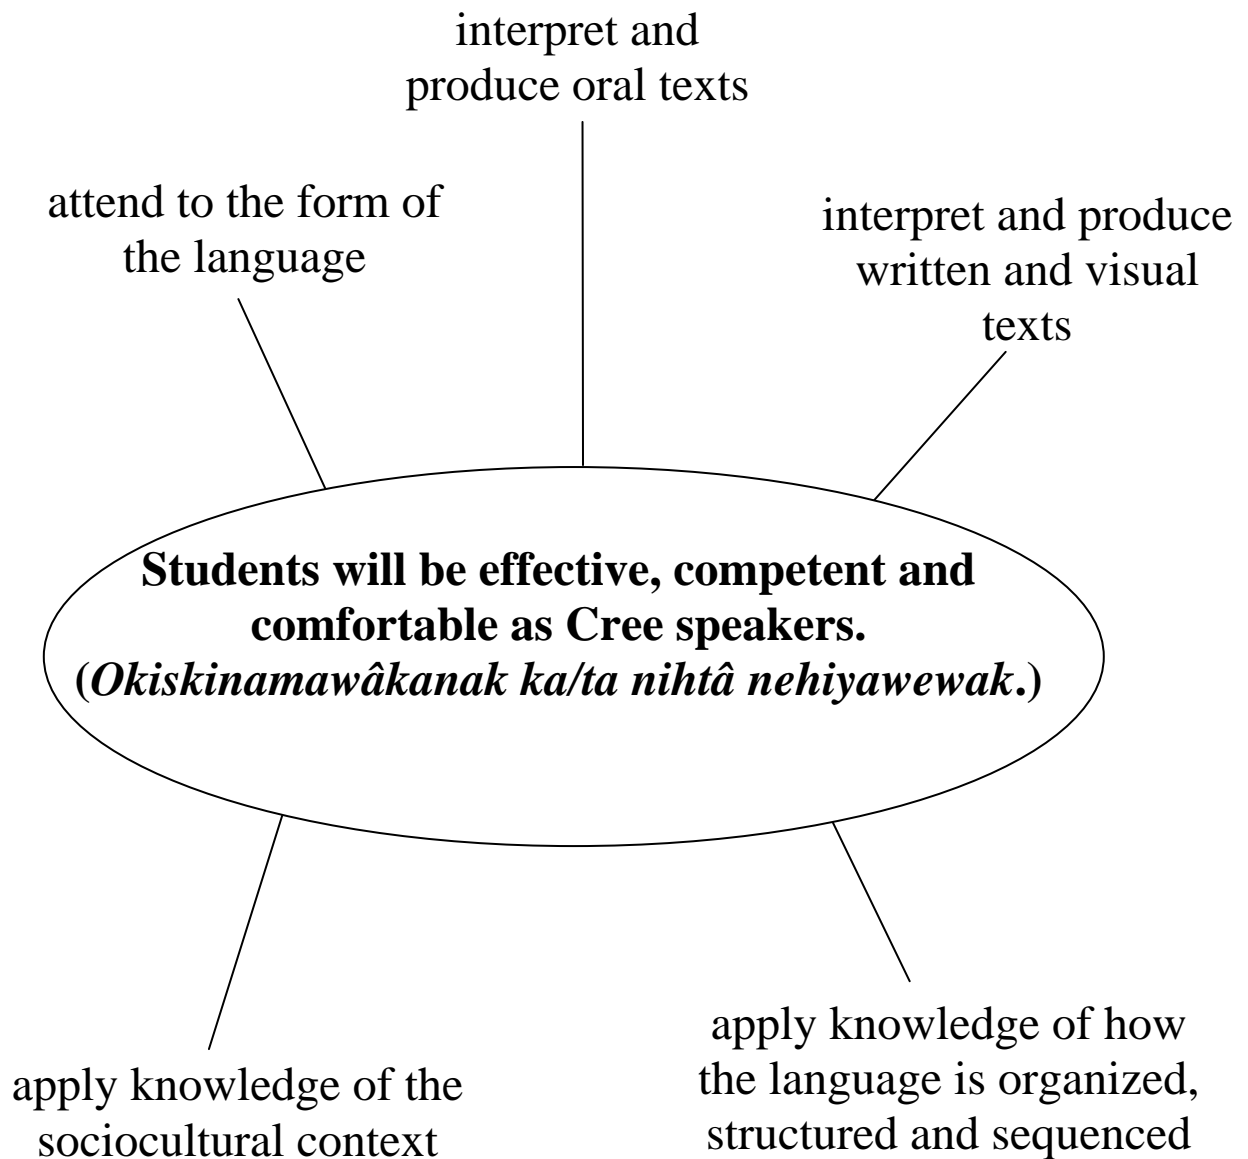 interpret and
produce oral texts
attend to the form of
the language
interpret and produce
written and visual
texts
Students will be effective, competent and
comfortable as Cree speakers.
(Okiskinamawâkanak ka/ta nihtâ nehiyawewak.)
apply knowledge of the
sociocultural context
apply knowledge of how
the language is organized,
structured and sequenced